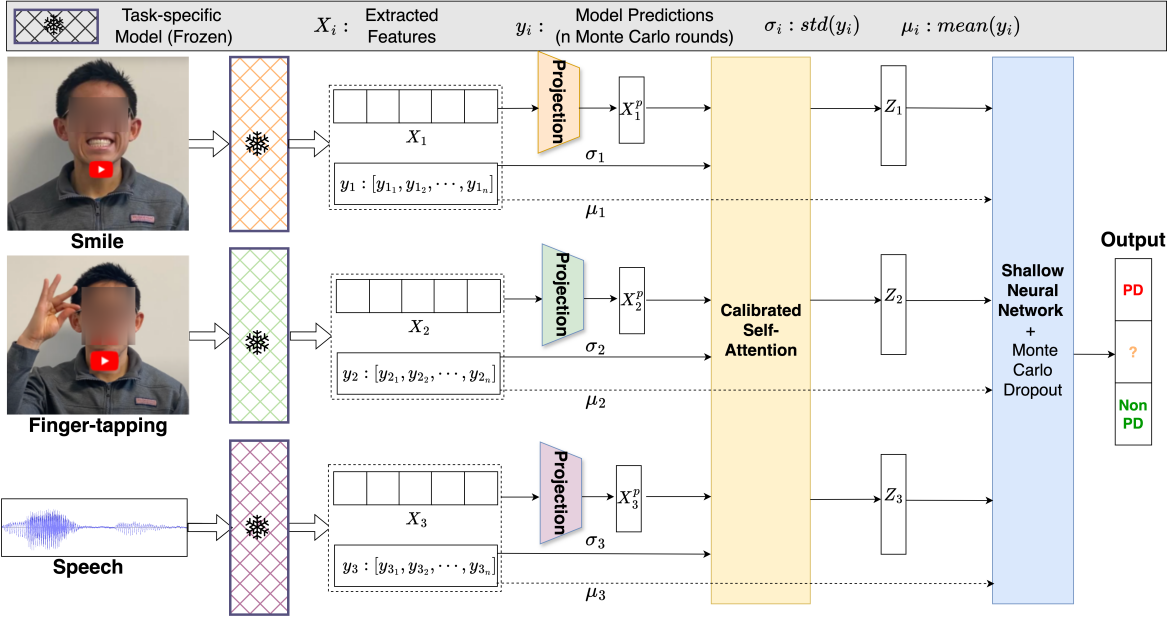 Task-specific
Model (Frozen)
X_i :
Extracted
Features
y_i :
Model Predictions
(n Monte Carlo rounds)
σ_i : std(y_i)
μ_i : mean(y_i)
Smile
X_1
y_1 : [y_{1_1}, y_{1_2}, ⋯, y_{1_n}]
Projection
X_1^p
σ_1
μ_1
Z_1
Finger-tapping
X_2
y_2 : [y_{2_1}, y_{2_2}, ⋯, y_{2_n}]
Projection
X_2^p
σ_2
μ_2
Z_2
Speech
X_3
y_3 : [y_{3_1}, y_{3_2}, ⋯, y_{3_n}]
Projection
X_3^p
σ_3
μ_3
Z_3
Calibrated
Self-
Attention
Shallow
Neural
Network
+
Monte
Carlo
Dropout
Output
PD
?
Non
PD